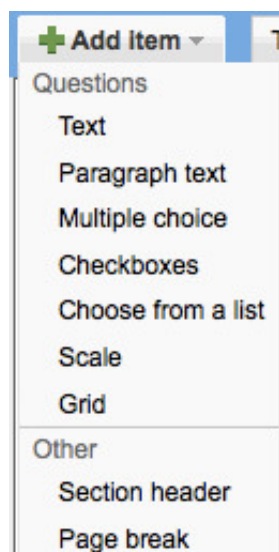 Add item
Questions
Text
Paragraph text
Multiple choice
Checkboxes
Choose from a list
Scale
Grid
Other
Section header
Page break